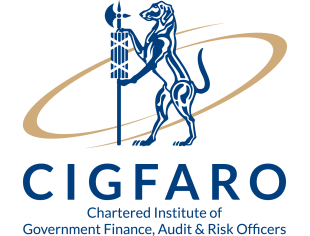 CIGFARO
Chartered Institute of
Government Finance, Audit & Risk Officers